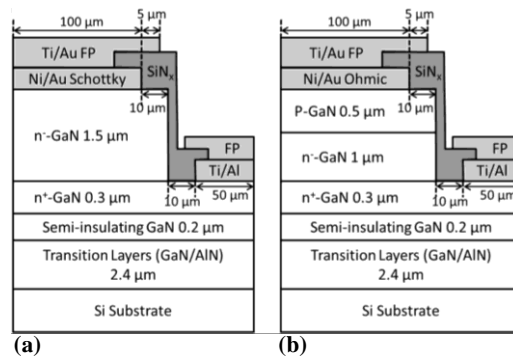 100 μm
5 μm
Ti/Au FP
Ni/Au Schottky
SiNx
10 μm
n⁻-GaN 1.5 μm
FP
Ti/Al
n⁺-GaN 0.3 μm
10 μm
50 μm
Semi-insulating GaN 0.2 μm
Transition Layers (GaN/AlN)
2.4 μm
Si Substrate
(a)
100 μm
5 μm
Ti/Au FP
Ni/Au Ohmic
SiNx
10 μm
P-GaN 0.5 μm
n⁻-GaN
1 μm
FP
Ti/Al
n⁺-GaN 0.3 μm
10 μm
50 μm
Semi-insulating GaN 0.2 μm
Transition Layers (GaN/AlN)
2.4 μm
Si Substrate
(b)